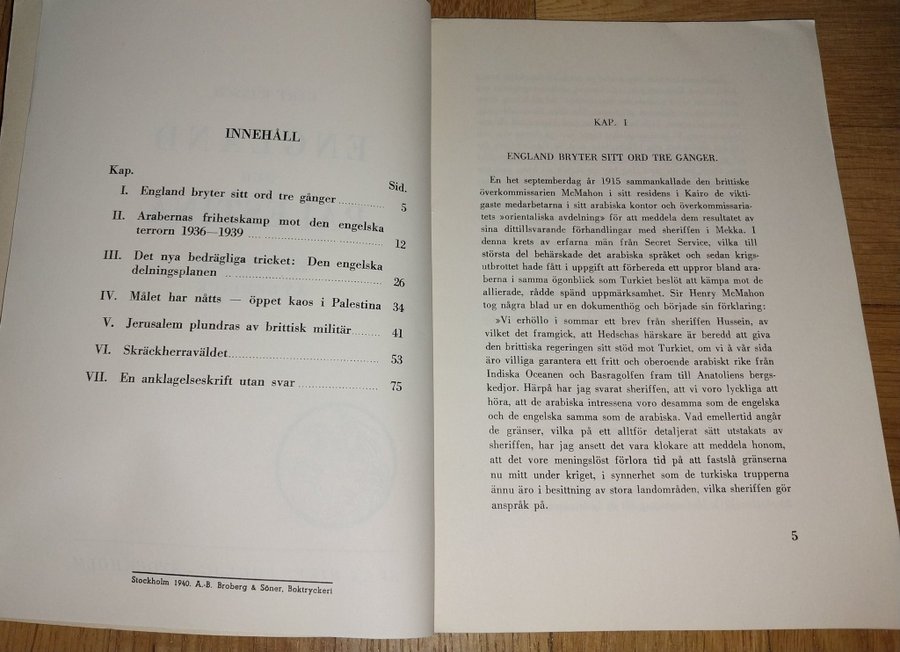 INNEHÅLL
Kap. Sid.
I. England bryter sitt ord tre gånger 5
II. Arabernas frihetskamp mot den engelska
terrorn 1936—1939 12
III. Det nya bedrägliga tricket: Den engelska
delningsplanen 26
IV. Målet har nåtts — öppet kaos i Palestina 34
V. Jerusalem plundras av brittisk militär 41
VI. Skräckherraväldet 53
VII. En anklagelseskrift utan svar 75
Stockholm 1940. A.-B. Broberg & Söner, Boktryckeri
KAP. I
ENGLAND BRYTER SITT ORD TRE GÅNGER.
En het septemberdag år 1915 sammankallade den brittiske
överkommissarien McMahon i sitt residens i Kairo de vikti-
gaste medarbetarna i sitt arabiska kontor och överkommissaria-
tets »orientaliska avdelning» för att meddela dem resultatet av
sina dittillsvarande förhandlingar med sheriffen i Mekka. I
denna krets av erfarna män från Secret Service, vilka till
största del behärskade det arabiska språket och sedan krigs-
utbrottet hade fått i uppgift att förbereda ett uppror bland ara-
berna i samma ögonblick som Turkiet beslöt att kämpa mot de
allierade, rådde spänd uppmärksamhet. Sir Henry McMahon
tog några blad ur en dokumenthög och började sin förklaring:
»Vi erhöllo i sommar ett brev från sheriffen Hussein, av
vilket det framgick, att Hedschas härskare är beredd att giva
den brittiska regeringen sitt stöd mot Turkiet, om vi å vår sida
äro villiga garantera ett fritt och oberoende arabiskt rike från
Indiska Oceanen och Basragolfen fram till Anatoliens bergs-
kedjor. Härpå har jag svarat sheriffen, att vi voro lyckliga att
höra, att de arabiska intressena voro desamma som de engelska
och de engelska samma som de arabiska. Vad emellertid angår
de gränser, vilka på ett alltför detaljerat sätt utstakats av
sheriffen, har jag ansett det vara klokare att meddela honom,
att det vore meningslöst förlora tid på att fastslå gränserna
nu mitt under kriget, i synnerhet som de turkiska trupperna
ännu äro i besittning av stora landområden, vilka sheriffen gör
anspråk på.
5